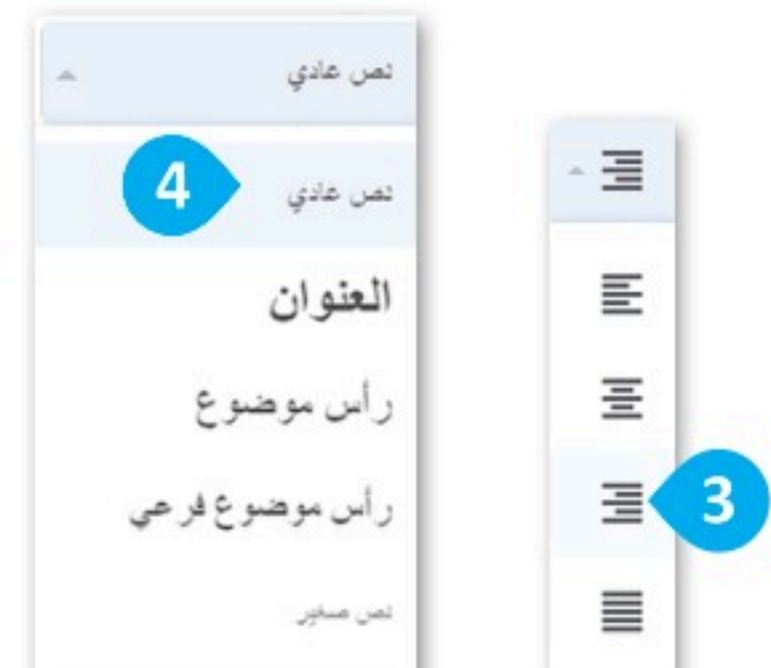 نص عادي
نص عادي
4
العنوان
رأس موضوع
رأس موضوع فرعي
نص صغير
3